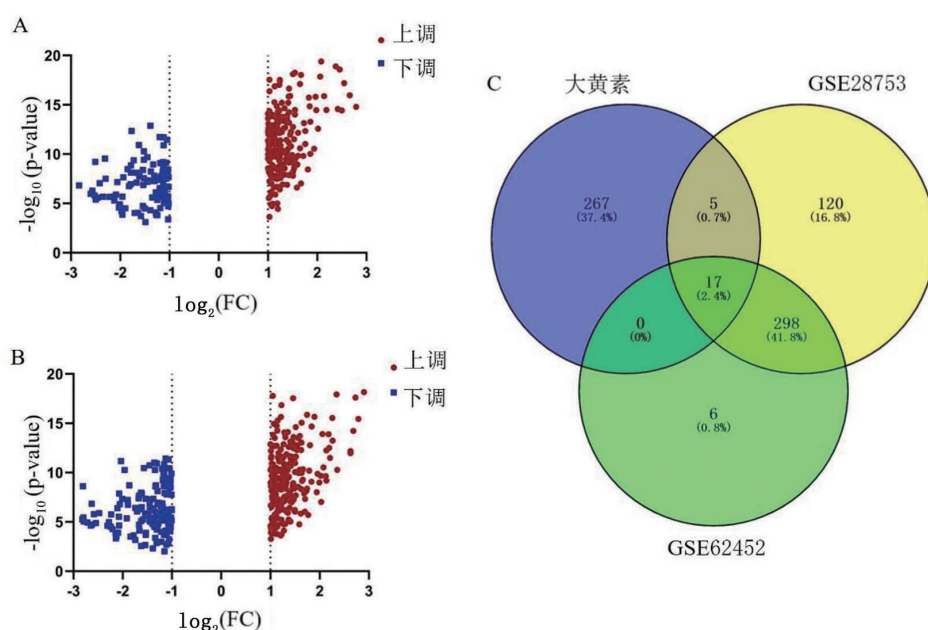 A
上调
下调
20
15
10
5
0
-log₁₀ (p-value)
-3 -2 -1 0 1 2 3
log₂(FC)
B
上调
下调
20
15
10
5
0
-log₁₀ (p-value)
-3 -2 -1 0 1 2 3
log₂(FC)
C
大黄素
GSE28753
267
(37.4%)
5
(0.7%)
120
(16.8%)
17
(2.4%)
0
(0%)
298
(41.8%)
6
(0.8%)
GSE62452